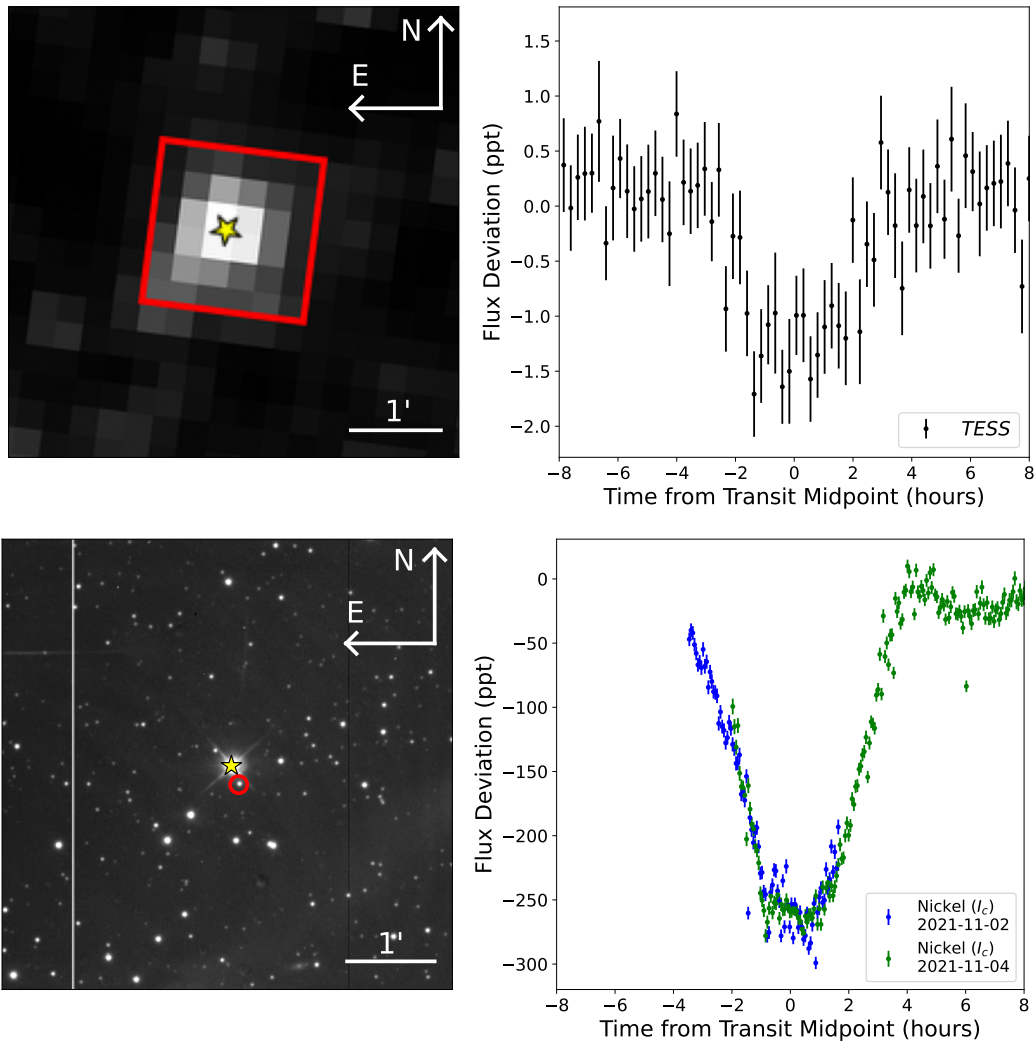 N
E
1'
1.5
1.0
0.5
0.0
−0.5
−1.0
−1.5
−2.0
Flux Deviation (ppt)
TESS
−8 −6 −4 −2 0 2 4 6 8
Time from Transit Midpoint (hours)
N
E
1'
0
−50
−100
−150
−200
−250
−300
Flux Deviation (ppt)
Nickel (I_c)
2021-11-02
Nickel (I_c)
2021-11-04
−8 −6 −4 −2 0 2 4 6 8
Time from Transit Midpoint (hours)